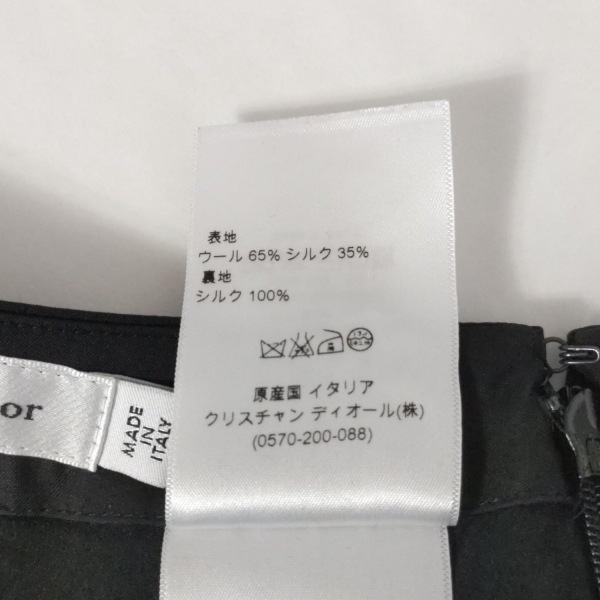 表地
ウール 65% シルク 35%
裏地
シルク 100%
原産国 イタリア
クリスチャン ディオール(株)
(0570-200-088)
or
MADE
IN
ITALY